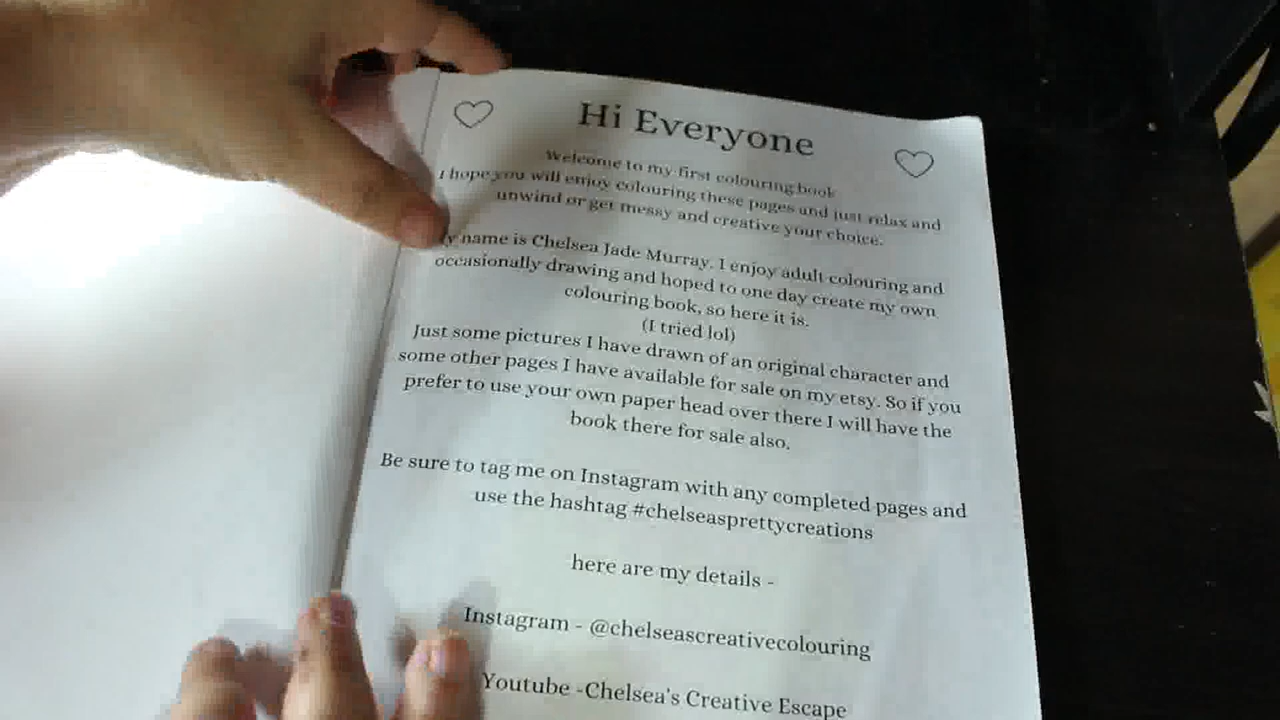 Hi Everyone
Welcome to my first colouring book
I hope you will enjoy colouring these pages and just relax and
unwind or get messy and creative your choice.
name is Chelsea Jade Murray. I enjoy adult colouring and
occasionally drawing and hoped to one day create my own
colouring book, so here it is.
(I tried lol)
Just some pictures I have drawn of an original character and
some other pages I have available for sale on my etsy. So if you
prefer to use your own paper head over there I will have the
book there for sale also.
Be sure to tag me on Instagram with any completed pages and
use the hashtag #chelseasprettycreations
here are my details -
Instagram - @chelseascreativecolouring
Youtube -Chelsea's Creative Escape